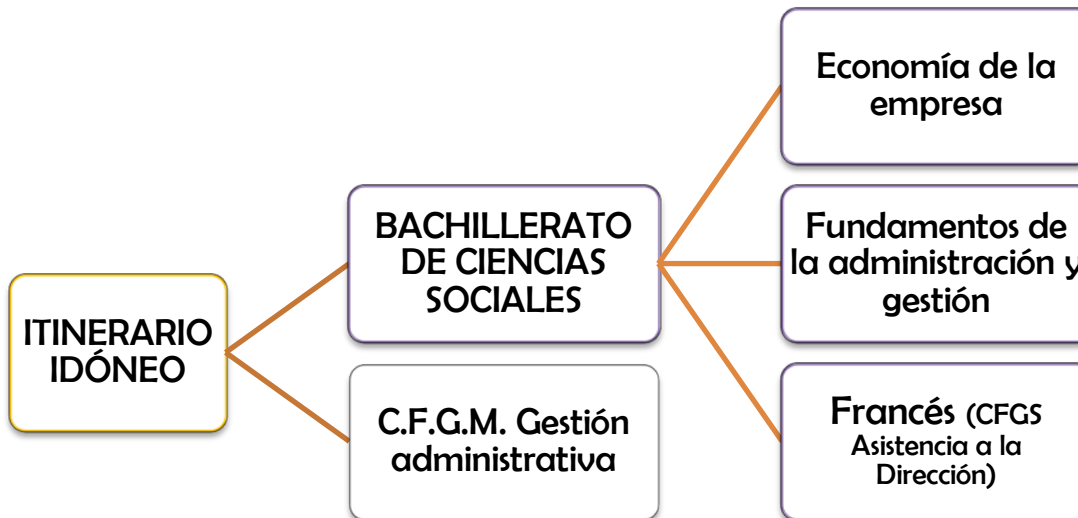 ITINERARIO
IDÓNEO
BACHILLERATO
DE CIENCIAS
SOCIALES
C.F.G.M. Gestión
administrativa
Economía de la
empresa
Fundamentos de
la administración y
gestión
Francés (CFGS
Asistencia a la
Dirección)